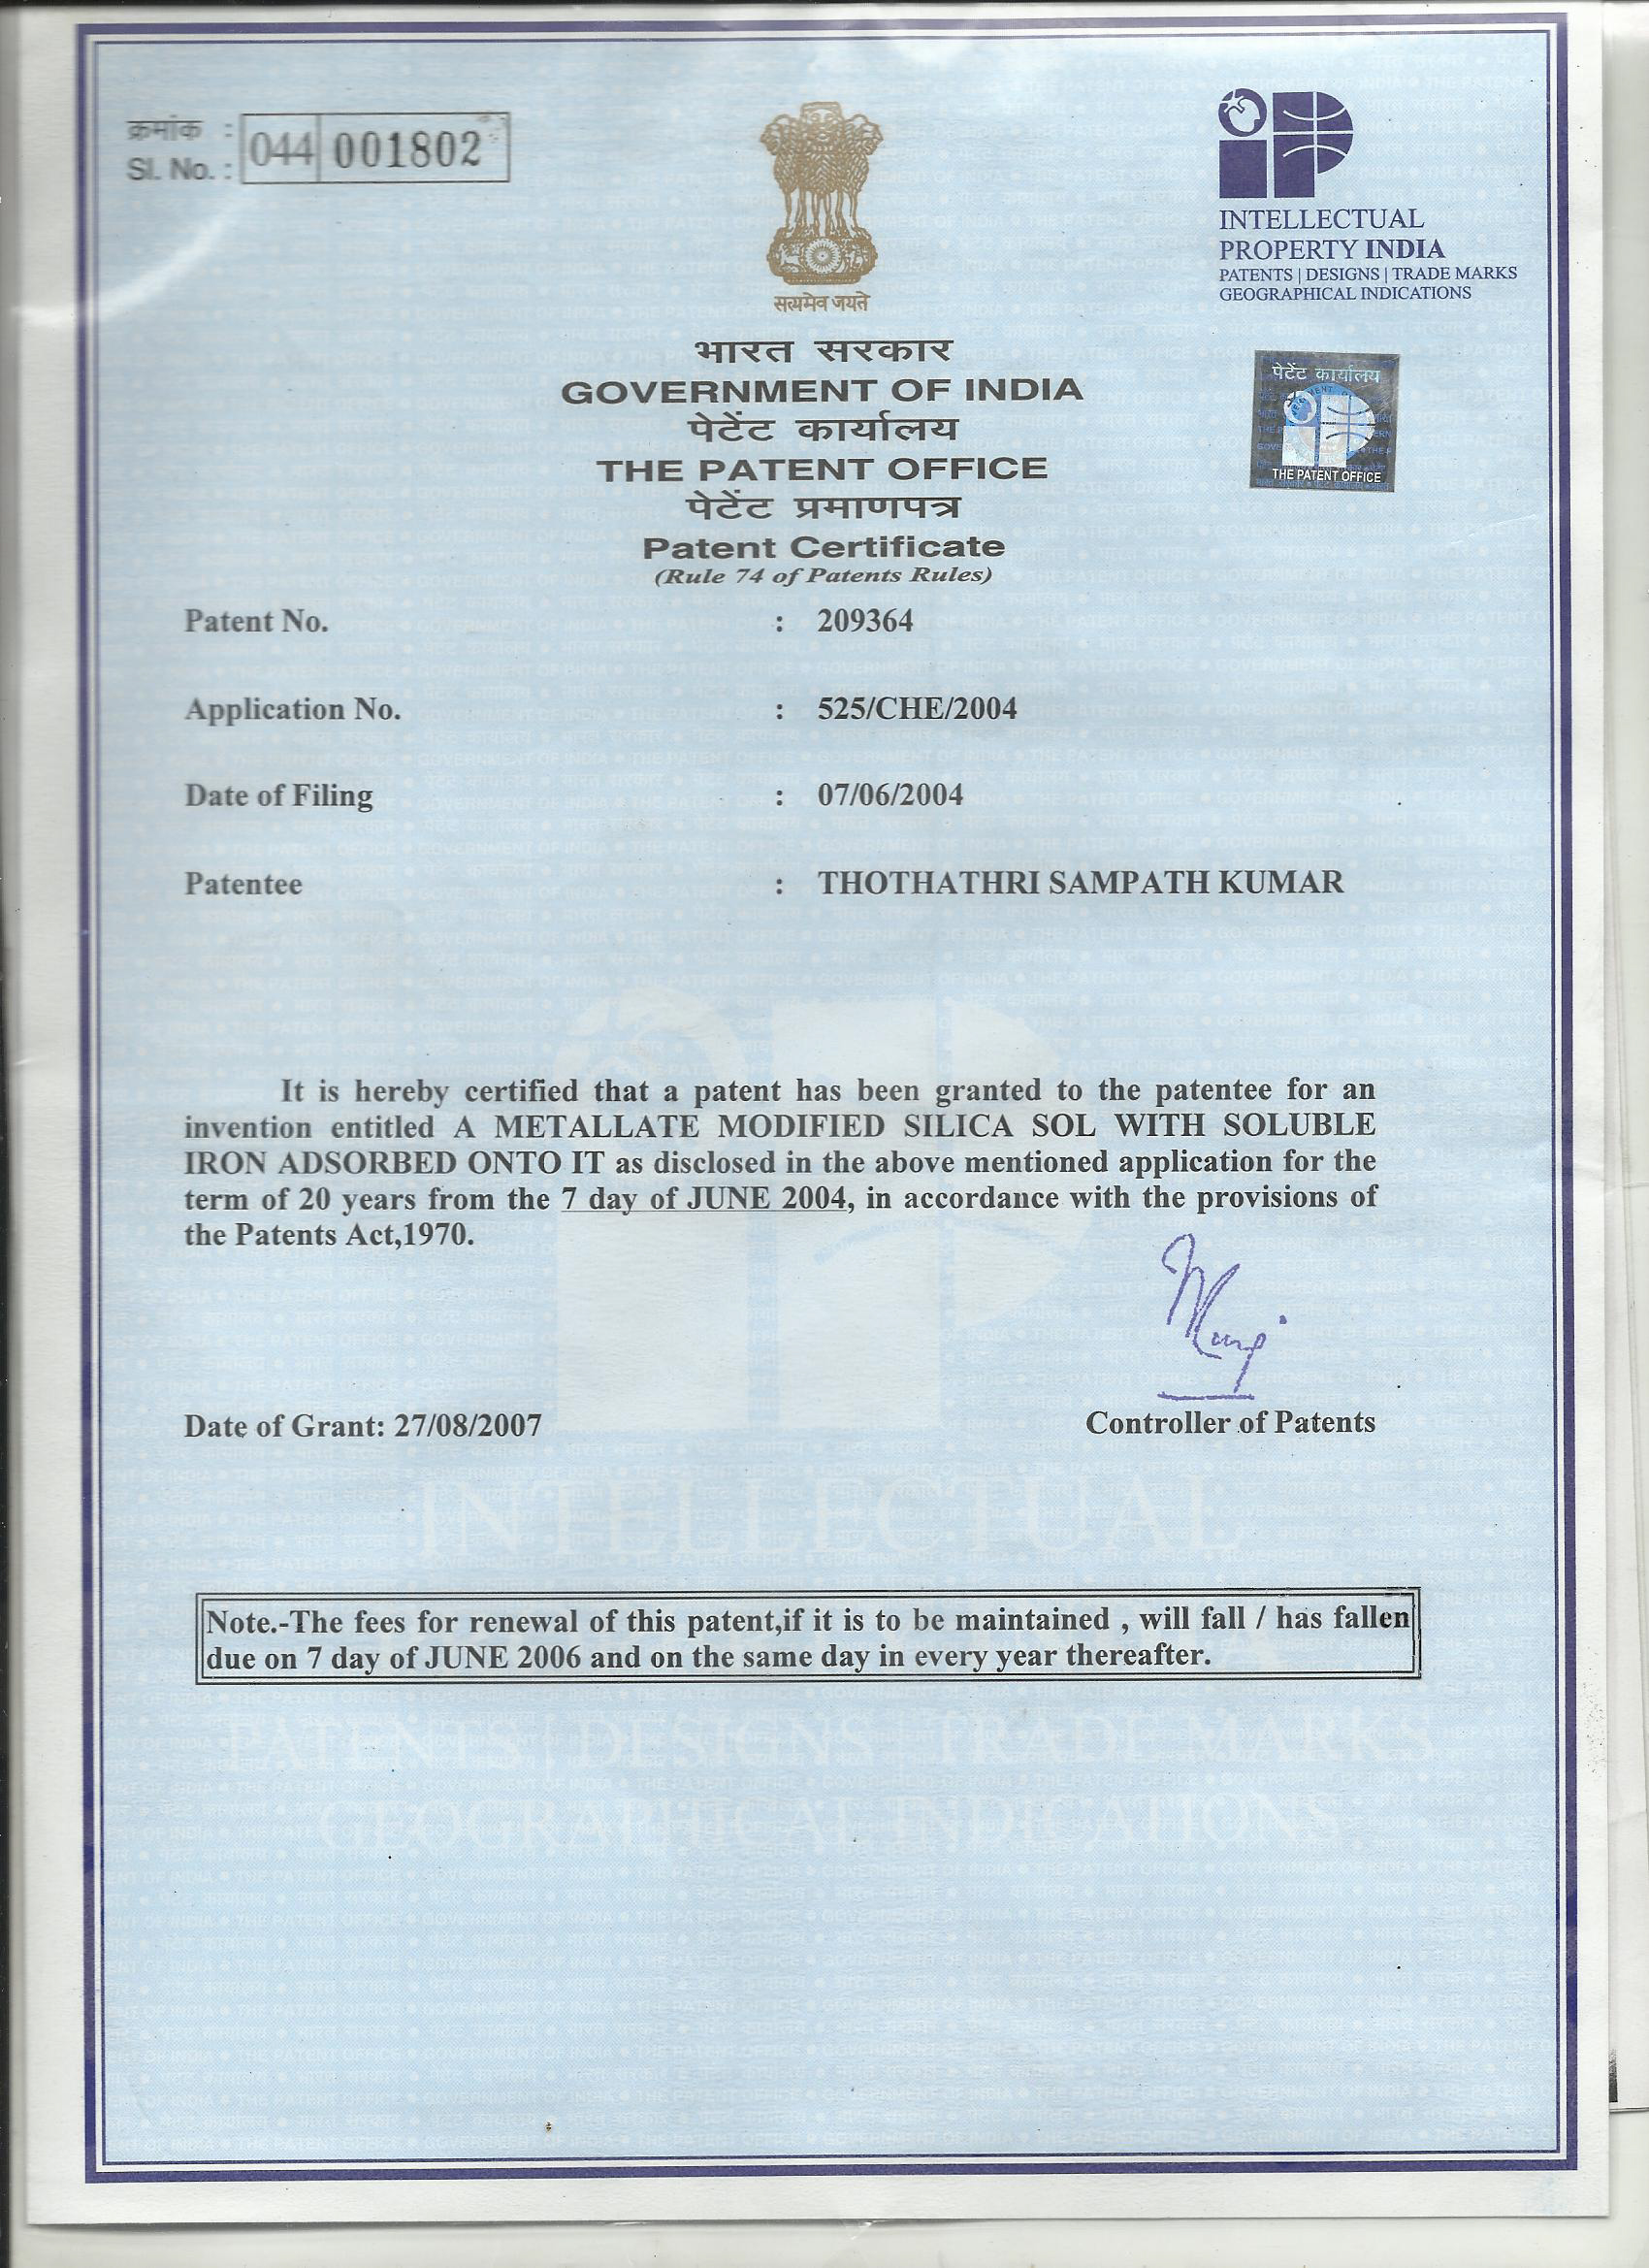 क्रमांक :
Sl. No. : 044 001802
सत्यमेव जयते
INTELLECTUAL
PROPERTY INDIA
PATENTS | DESIGNS | TRADE MARKS
GEOGRAPHICAL INDICATIONS
पेटेंट कार्यालय
THE PATENT OFFICE
भारत सरकार
GOVERNMENT OF INDIA
पेटेंट कार्यालय
THE PATENT OFFICE
पेटेंट प्रमाणपत्र
Patent Certificate
(Rule 74 of Patents Rules)
Patent No. : 209364
Application No. : 525/CHE/2004
Date of Filing : 07/06/2004
Patentee : THOTHATHRI SAMPATH KUMAR
It is hereby certified that a patent has been granted to the patentee for an
invention entitled A METALLATE MODIFIED SILICA SOL WITH SOLUBLE
IRON ADSORBED ONTO IT as disclosed in the above mentioned application for the
term of 20 years from the 7 day of JUNE 2004, in accordance with the provisions of
the Patents Act,1970.
Date of Grant: 27/08/2007
Controller of Patents
INTELLECTUAL
Note.-The fees for renewal of this patent,if it is to be maintained , will fall / has fallen
due on 7 day of JUNE 2006 and on the same day in every year thereafter.
PATENTS | DESIGNS TRADE MARKS
GEOGRAPHICAL INDICATIONS